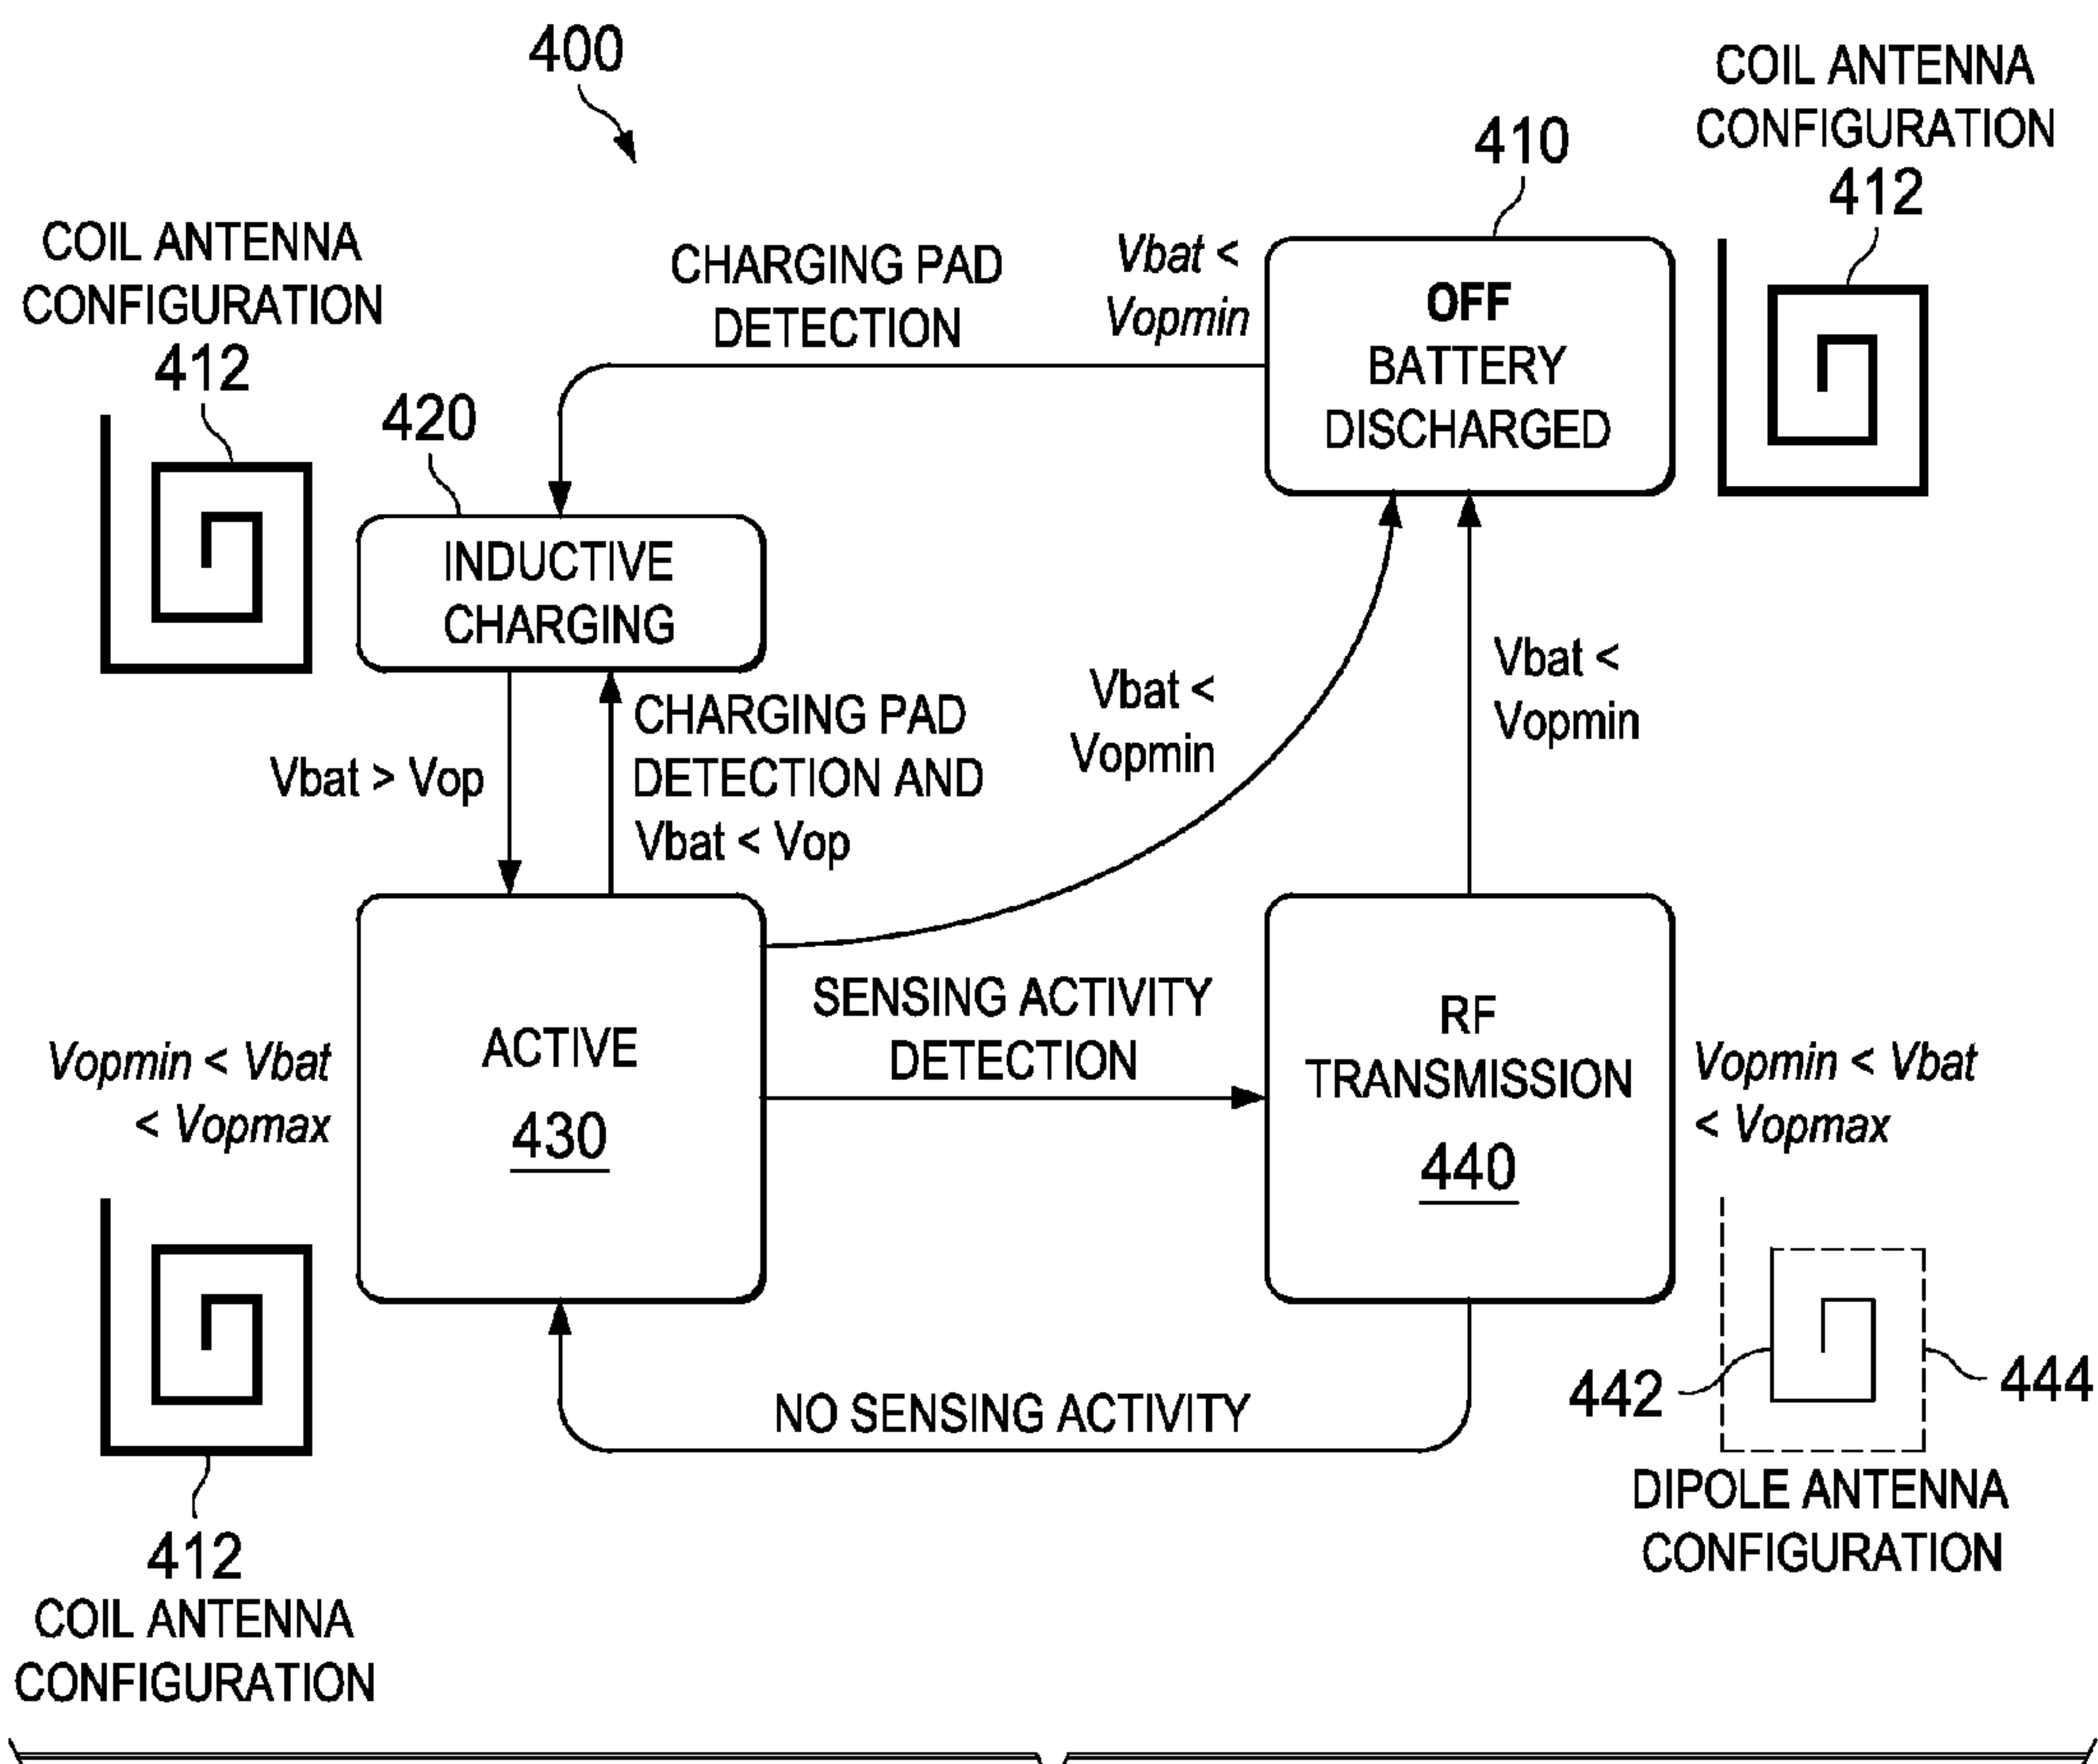 400
COIL ANTENNA
CONFIGURATION
412
410
COIL ANTENNA
CONFIGURATION
412
CHARGING PAD
DETECTION
Vbat <
Vopmin
OFF
BATTERY
DISCHARGED
420
INDUCTIVE
CHARGING
Vbat > Vop
CHARGING PAD
DETECTION AND
Vbat < Vop
Vbat <
Vopmin
Vbat <
Vopmin
Vopmin < Vbat
< Vopmax
ACTIVE
430
SENSING ACTIVITY
DETECTION
RF
TRANSMISSION
440
Vopmin < Vbat
< Vopmax
412
COIL ANTENNA
CONFIGURATION
NO SENSING ACTIVITY
442
444
DIPOLE ANTENNA
CONFIGURATION